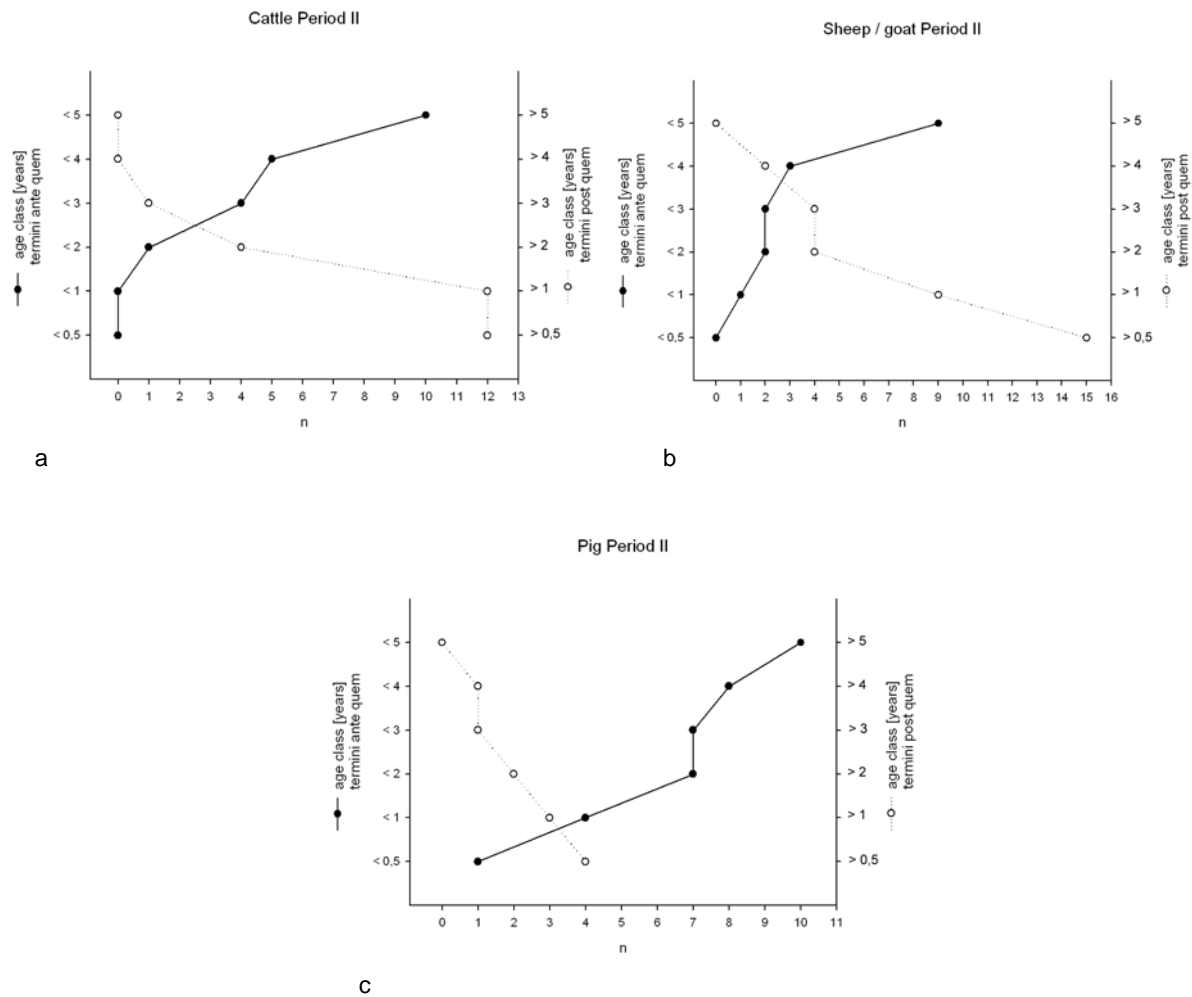 Cattle Period II
< 5
< 4
< 3
< 2
< 1
< 0,5
> 5
> 4
> 3
> 2
> 1
> 0,5
age class [years]
termini ante quem
age class [years]
termini post quem
0 1 2 3 4 5 6 7 8 9 10 11 12 13
n
a
Sheep / goat Period II
< 5
< 4
< 3
< 2
< 1
< 0,5
> 5
> 4
> 3
> 2
> 1
> 0,5
age class [years]
termini ante quem
age class [years]
termini post quem
0 1 2 3 4 5 6 7 8 9 10 11 12 13 14 15 16
n
b
Pig Period II
< 5
< 4
< 3
< 2
< 1
< 0,5
> 5
> 4
> 3
> 2
> 1
> 0,5
age class [years]
termini ante quem
age class [years]
termini post quem
0 1 2 3 4 5 6 7 8 9 10 11
n
c